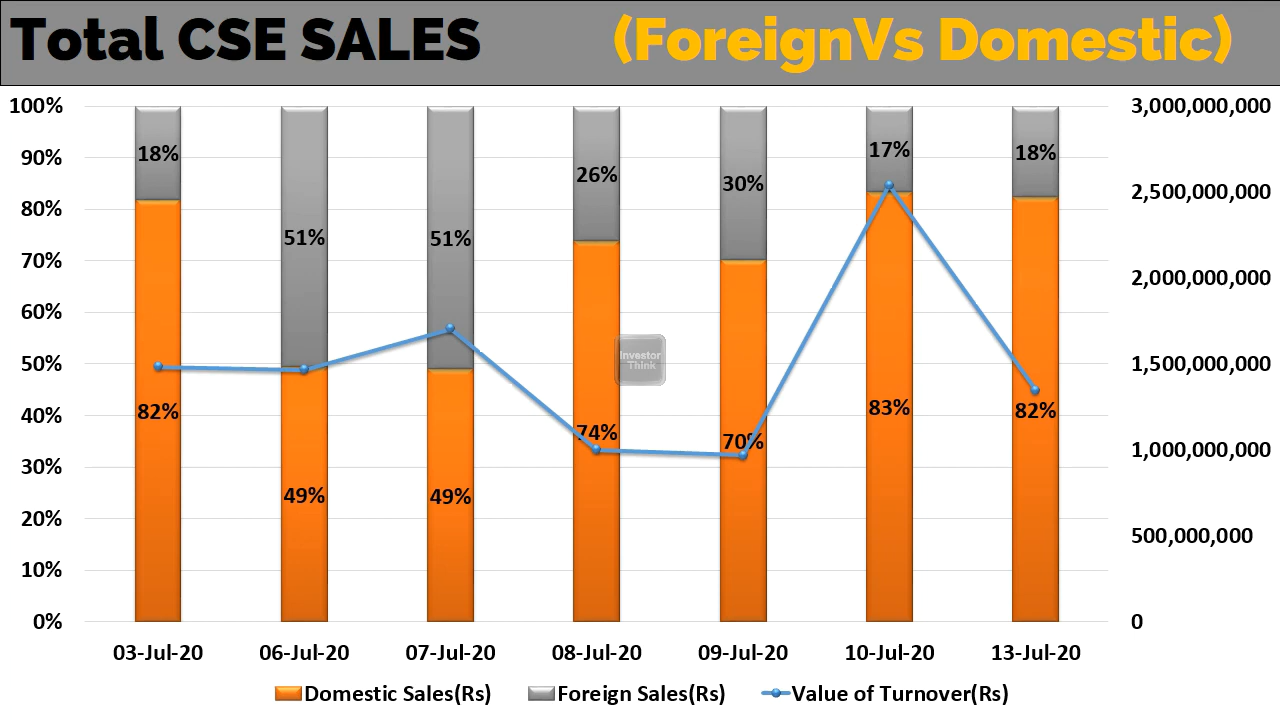 Total CSE SALES (ForeignVs Domestic)
100% 3,000,000,000
90%
80% 2,500,000,000
70% 2,000,000,000
60%
50% 1,500,000,000
40%
30% 1,000,000,000
20% 500,000,000
10%
0% 0
18% 51% 51% 26% 30% 17% 18%
82% 49% 49% 74% 70% 83% 82%
Investor
Think
03-Jul-20 06-Jul-20 07-Jul-20 08-Jul-20 09-Jul-20 10-Jul-20 13-Jul-20
Domestic Sales(Rs) Foreign Sales(Rs) Value of Turnover(Rs)